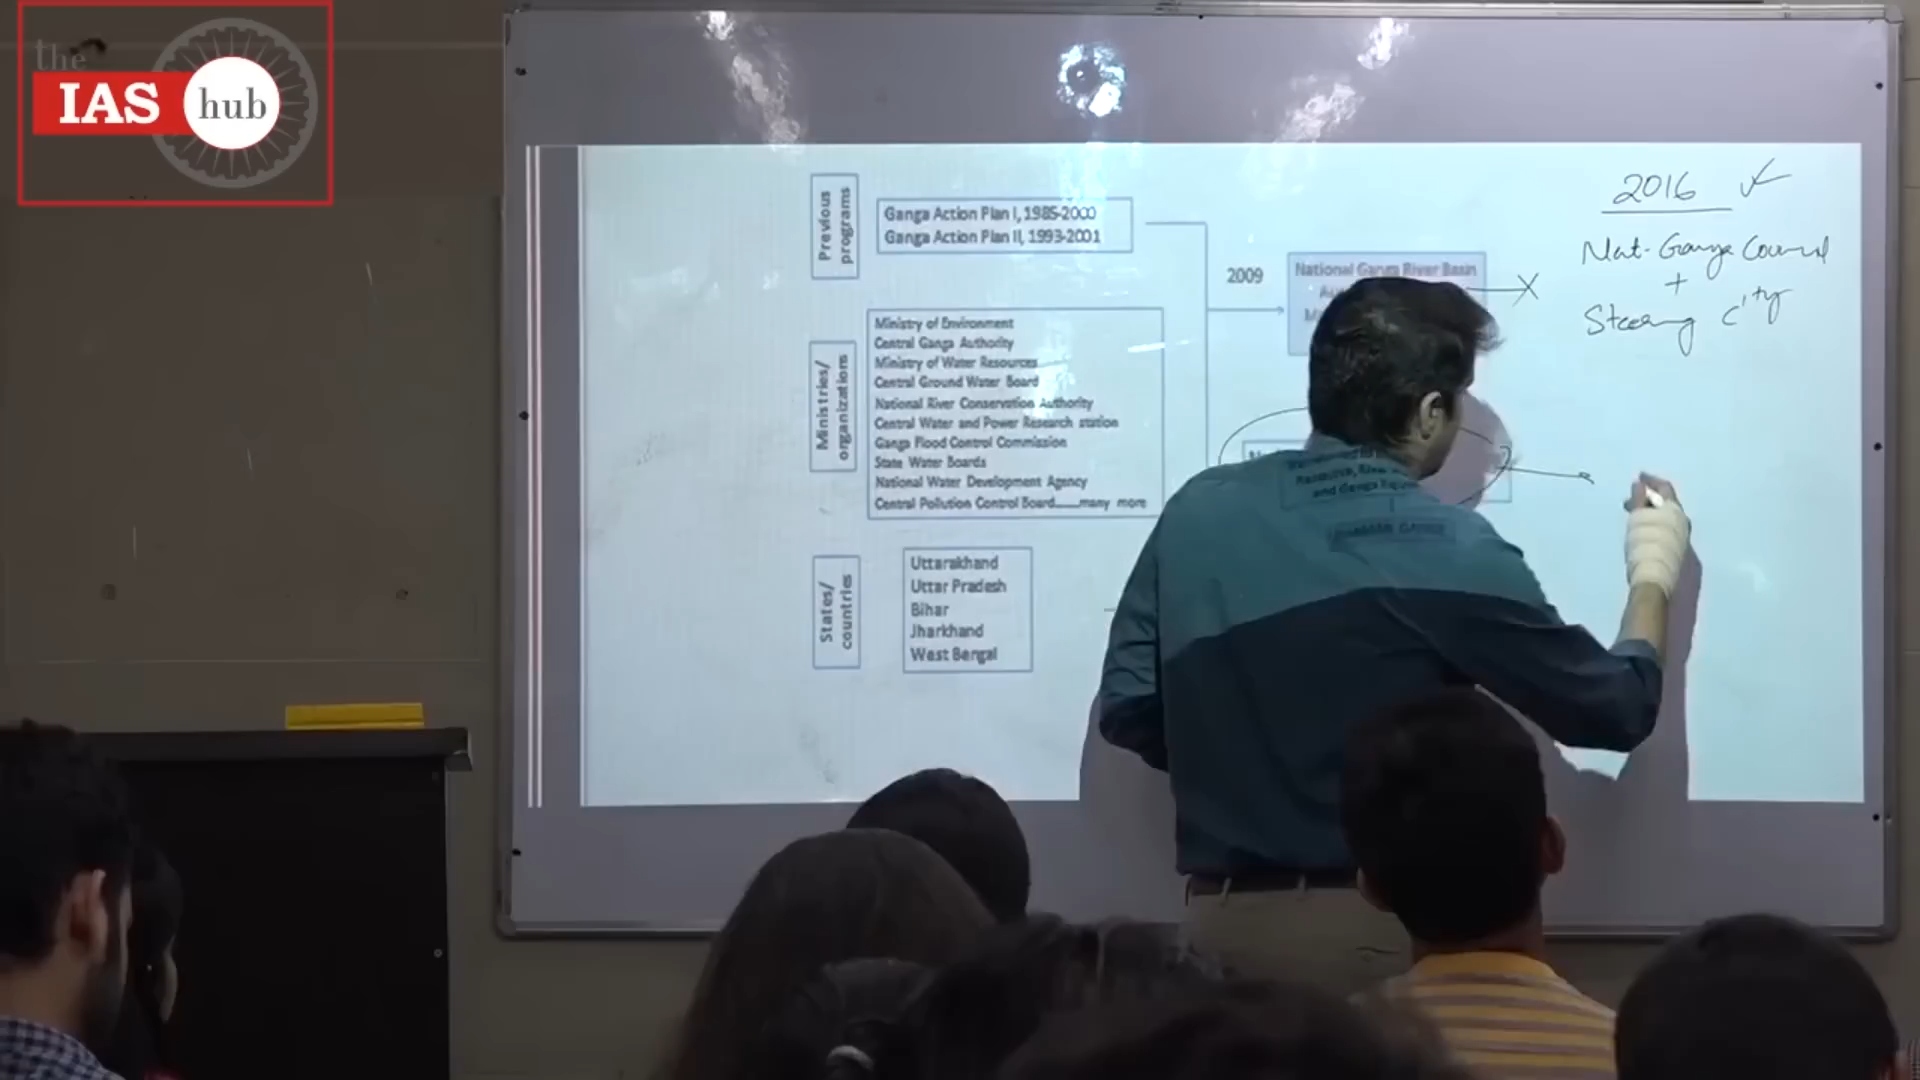 the
IAS hub
Previous programs
Ganga Action Plan I, 1985-2000
Ganga Action Plan II, 1993-2001
2009
National Ganga River Basin
2016
Nat. Ganga Council
+
Steering c'ty
Ministries/ organizations
Ministry of Environment
Central Ganga Authority
Ministry of Water Resources
Central Ground Water Board
National River Conservation Authority
Central Water and Power Research station
Ganga Flood Control Commission
State Water Boards
National Water Development Agency
Central Pollution Control Board......many more
and Ganga
States/ countries
Uttarakhand
Uttar Pradesh
Bihar
Jharkhand
West Bengal